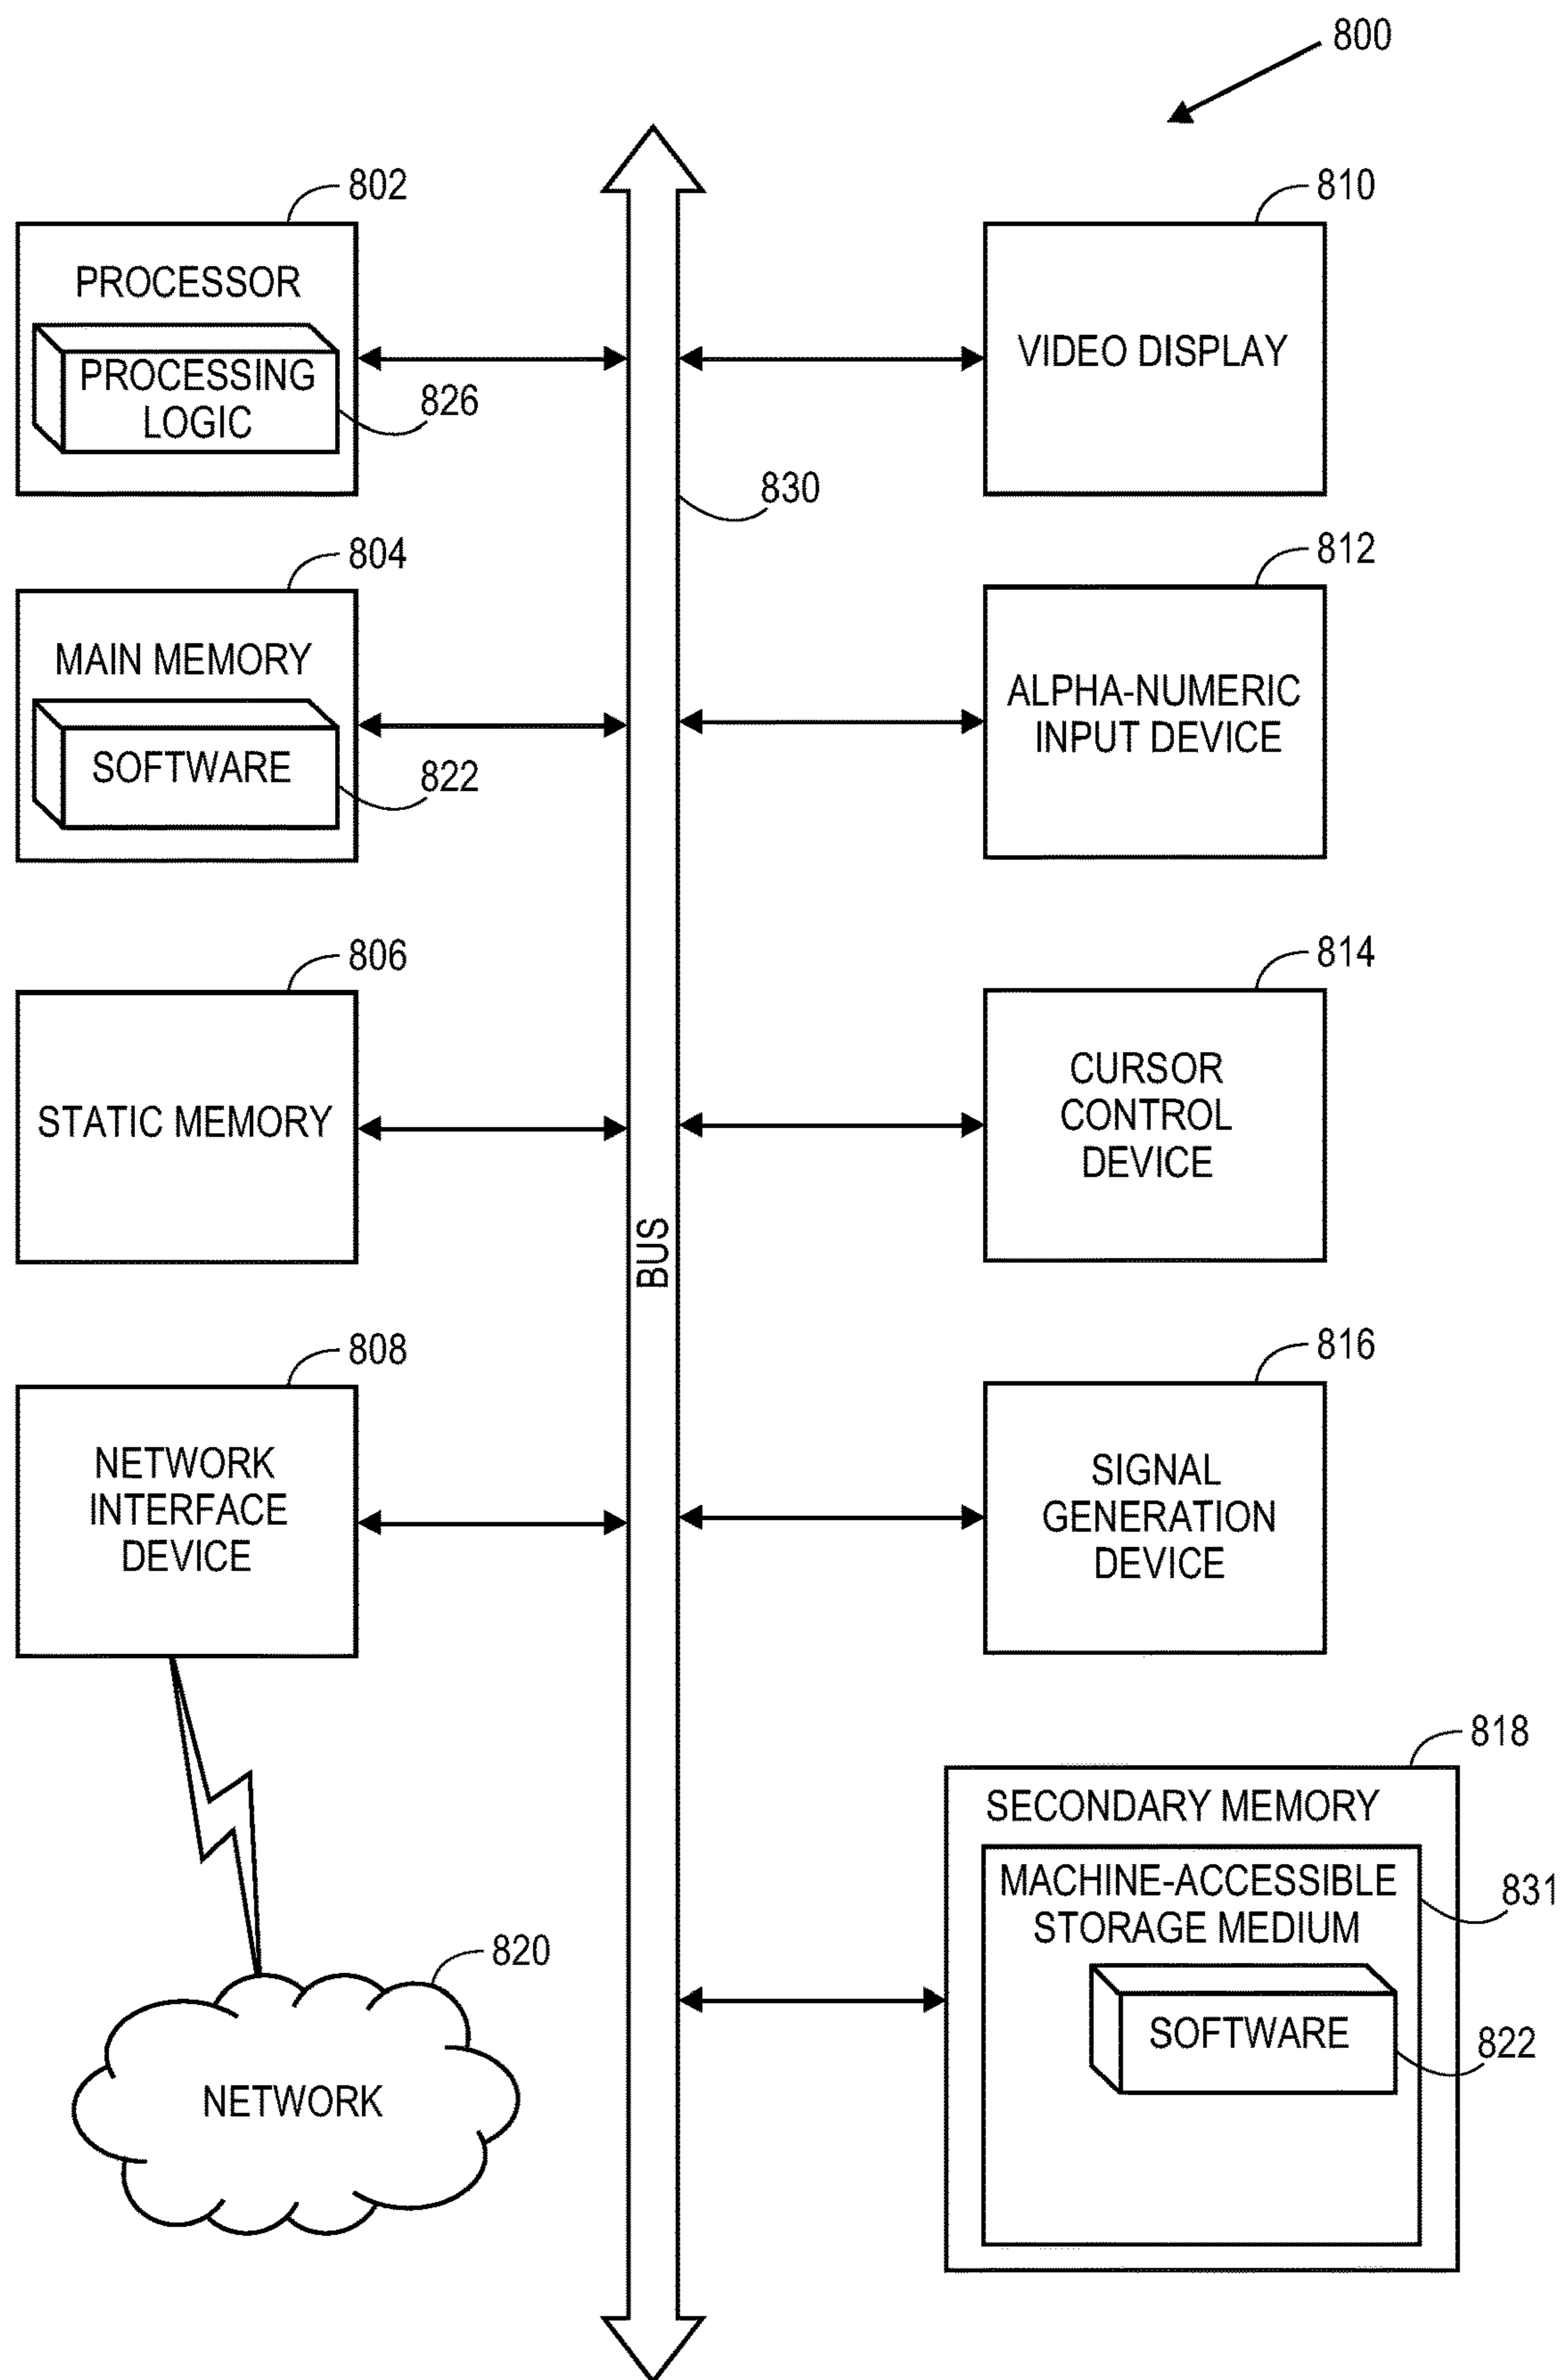 800
802
PROCESSOR
PROCESSING
LOGIC
826
804
MAIN MEMORY
SOFTWARE
822
806
STATIC MEMORY
808
NETWORK
INTERFACE
DEVICE
820
NETWORK
BUS
830
810
VIDEO DISPLAY
812
ALPHA-NUMERIC
INPUT DEVICE
814
CURSOR
CONTROL
DEVICE
816
SIGNAL
GENERATION
DEVICE
818
SECONDARY MEMORY
MACHINE-ACCESSIBLE
STORAGE MEDIUM
831
SOFTWARE
822